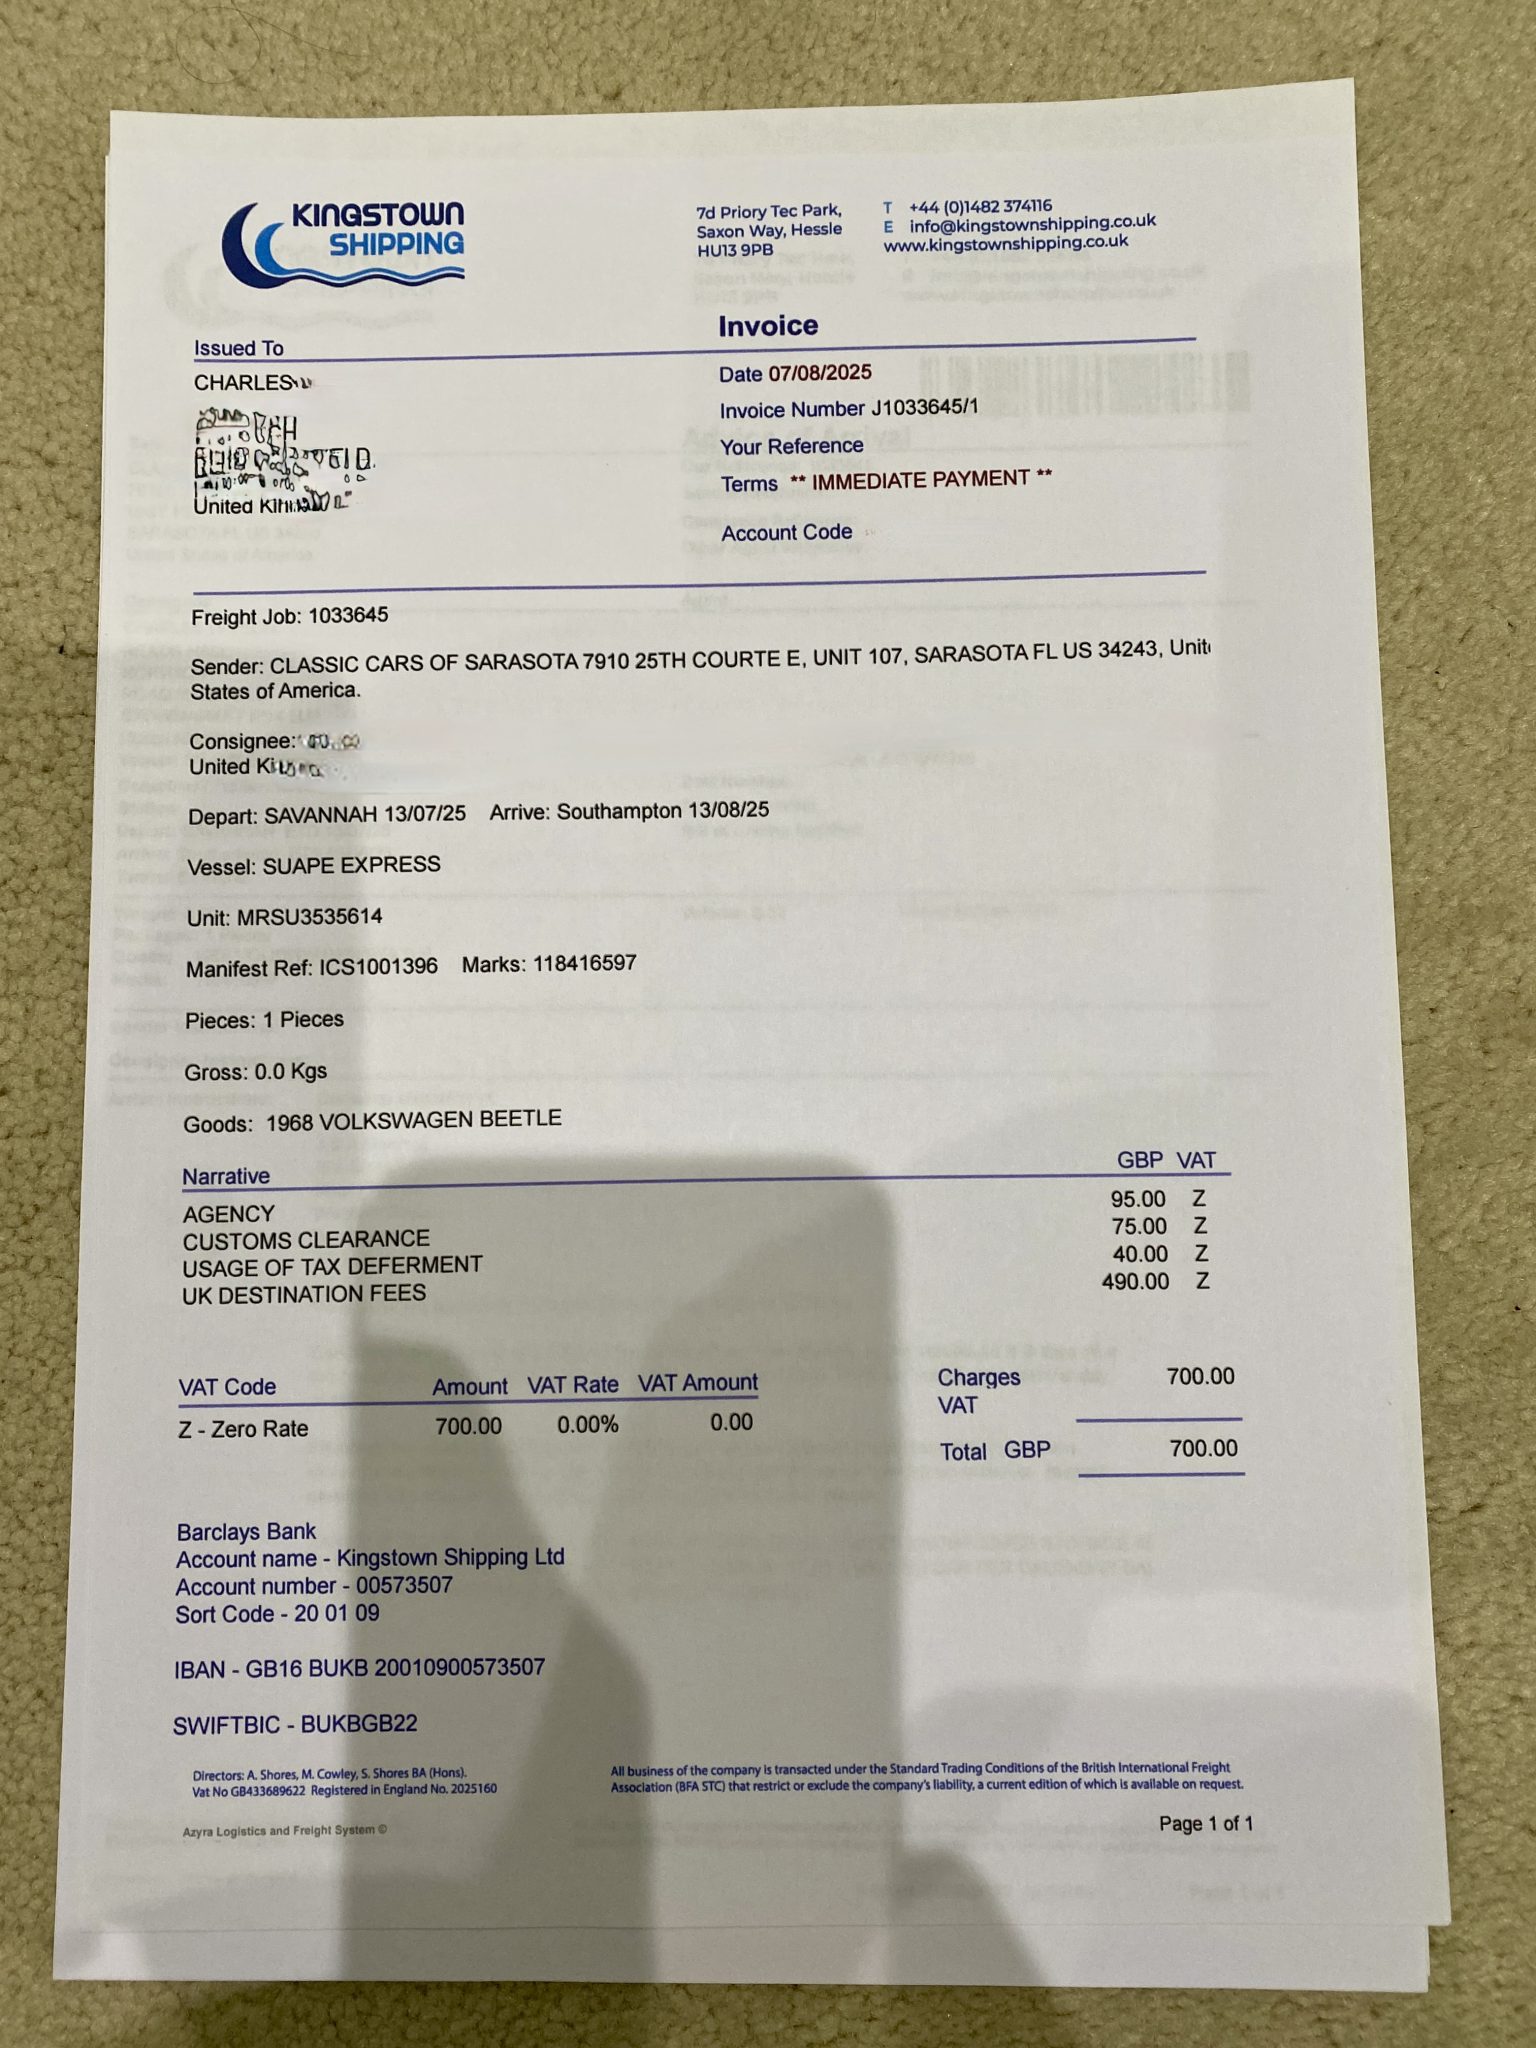 KINGSTOWN
SHIPPING
7d Priory Tec Park,
Saxon Way, Hessle
HU13 9PB
T +44 (0)1482 374116
E info@kingstownshipping.co.uk
www.kingstownshipping.co.uk
Invoice
Issued To
CHARLES
United
Date 07/08/2025
Invoice Number J1033645/1
Your Reference
Terms ** IMMEDIATE PAYMENT **
Account Code
Freight Job: 1033645
Sender: CLASSIC CARS OF SARASOTA 7910 25TH COURTE E, UNIT 107, SARASOTA FL US 34243,
States of America.
Consignee:
United
Depart: SAVANNAH 13/07/25 Arrive: Southampton 13/08/25
Vessel: SUAPE EXPRESS
Unit: MRSU3535614
Manifest Ref: ICS1001396 Marks: 118416597
Pieces: 1 Pieces
Gross: 0.0 Kgs
Goods: 1968 VOLKSWAGEN BEETLE
Narrative GBP VAT
AGENCY 95.00 Z
CUSTOMS CLEARANCE 75.00 Z
USAGE OF TAX DEFERMENT 40.00 Z
UK DESTINATION FEES 490.00 Z
VAT Code Amount VAT Rate VAT Amount
Z - Zero Rate 700.00 0.00% 0.00
Charges 700.00
VAT
Total GBP 700.00
Barclays Bank
Account name - Kingstown Shipping Ltd
Account number - 00573507
Sort Code - 20 01 09
IBAN - GB16 BUKB 20010900573507
SWIFTBIC - BUKBGB22
Directors: A. Shores, M. Cowley, S. Shores BA (Hons).
Vat No GB433689622 Registered in England No. 2025160
All business of the company is transacted under the Standard Trading Conditions of the British International Freight
Association (BFA STC) that restrict or exclude the company's liability, a current edition of which is available on request.
Azyra Logistics and Freight System ©
Page 1 of 1